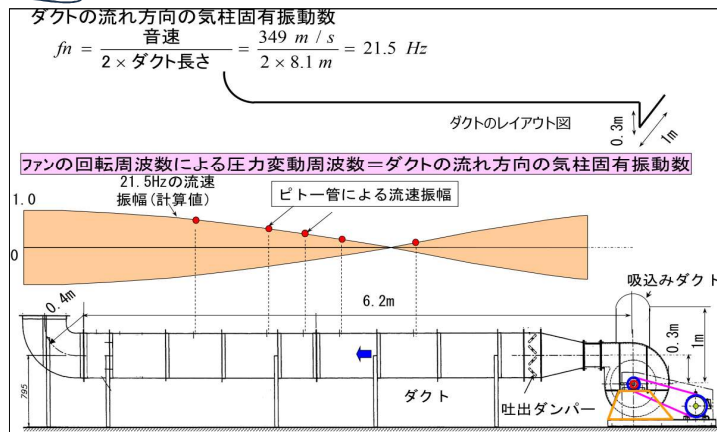 ダクトの流れ方向の気柱固有振動数
fn = 音速 / 2 × ダクト長さ = 349 m / s / 2 × 8.1 m = 21.5 Hz
ダクトのレイアウト図
0.3m
1m
ファンの回転周波数による圧力変動周波数=ダクトの流れ方向の気柱固有振動数
21.5Hzの流速
振幅(計算値)
ピトー管による流速振幅
1.0
0
吸込みダクト
0.4m
6.2m
0.3m
1m
795
ダクト
吐出ダンパー